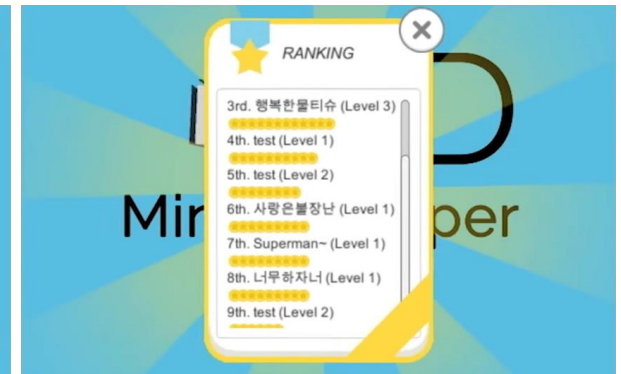 RANKING
3rd. 행복한물티슈 (Level 3)
4th. test (Level 1)
5th. test (Level 2)
6th. 사랑은불장난 (Level 1)
7th. Superman~ (Level 1)
8th. 너무하자너 (Level 1)
9th. test (Level 2)
Mir
per